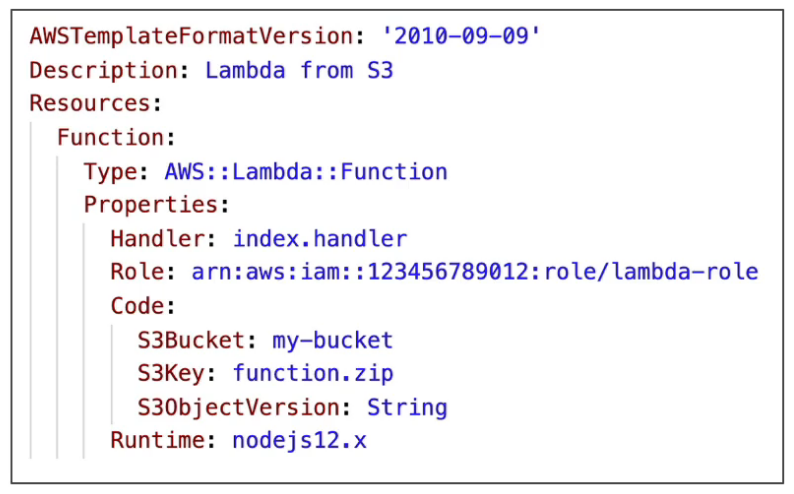 AWSTemplateFormatVersion: '2010-09-09'
Description: Lambda from S3
Resources:
  Function:
    Type: AWS::Lambda::Function
    Properties:
      Handler: index.handler
      Role: arn:aws:iam::123456789012:role/lambda-role
      Code:
        S3Bucket: my-bucket
        S3Key: function.zip
        S3ObjectVersion: String
      Runtime: nodejs12.x